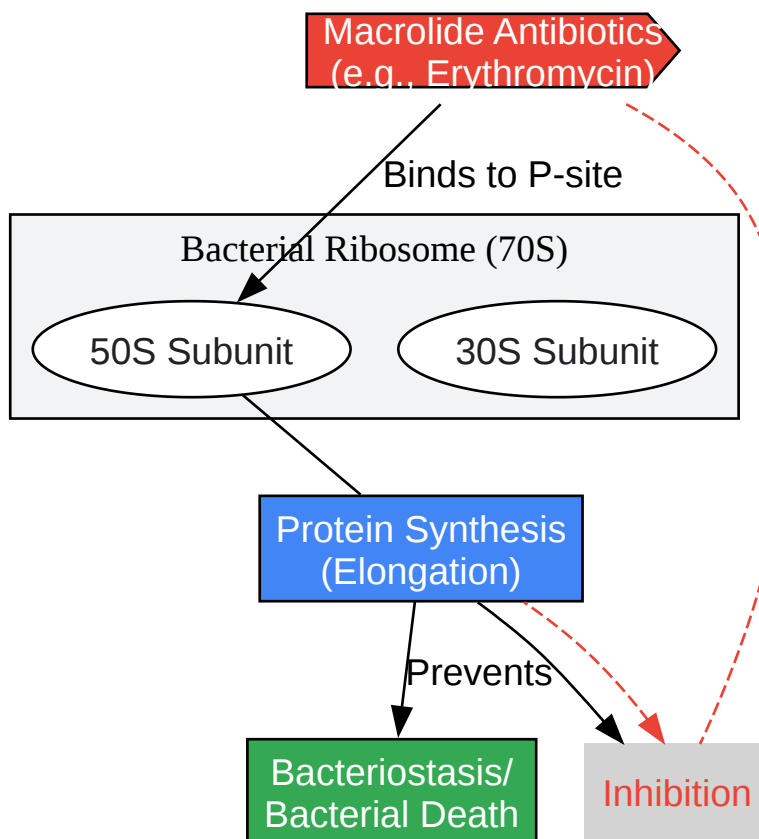 Macrolide Antibiotics
(e.g., Erythromycin)
Binds to P-site
Bacterial Ribosome (70S)
50S Subunit
30S Subunit
Protein Synthesis
(Elongation)
Prevents
Bacteriostasis/
Bacterial Death
Inhibition